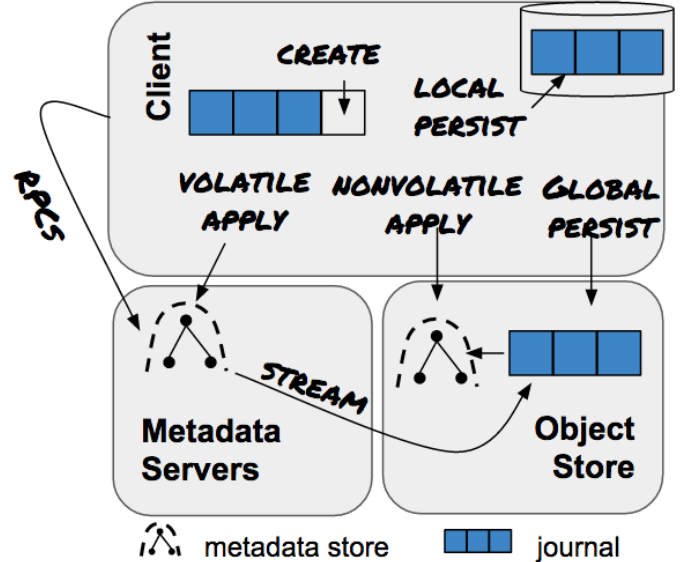 Client
CREATE
LOCAL
PERSIST
RPCS
VOLATILE
APPLY
NONVOLATILE
APPLY
GLOBAL
PERSIST
STREAM
Metadata
Servers
Object
Store
metadata store
journal